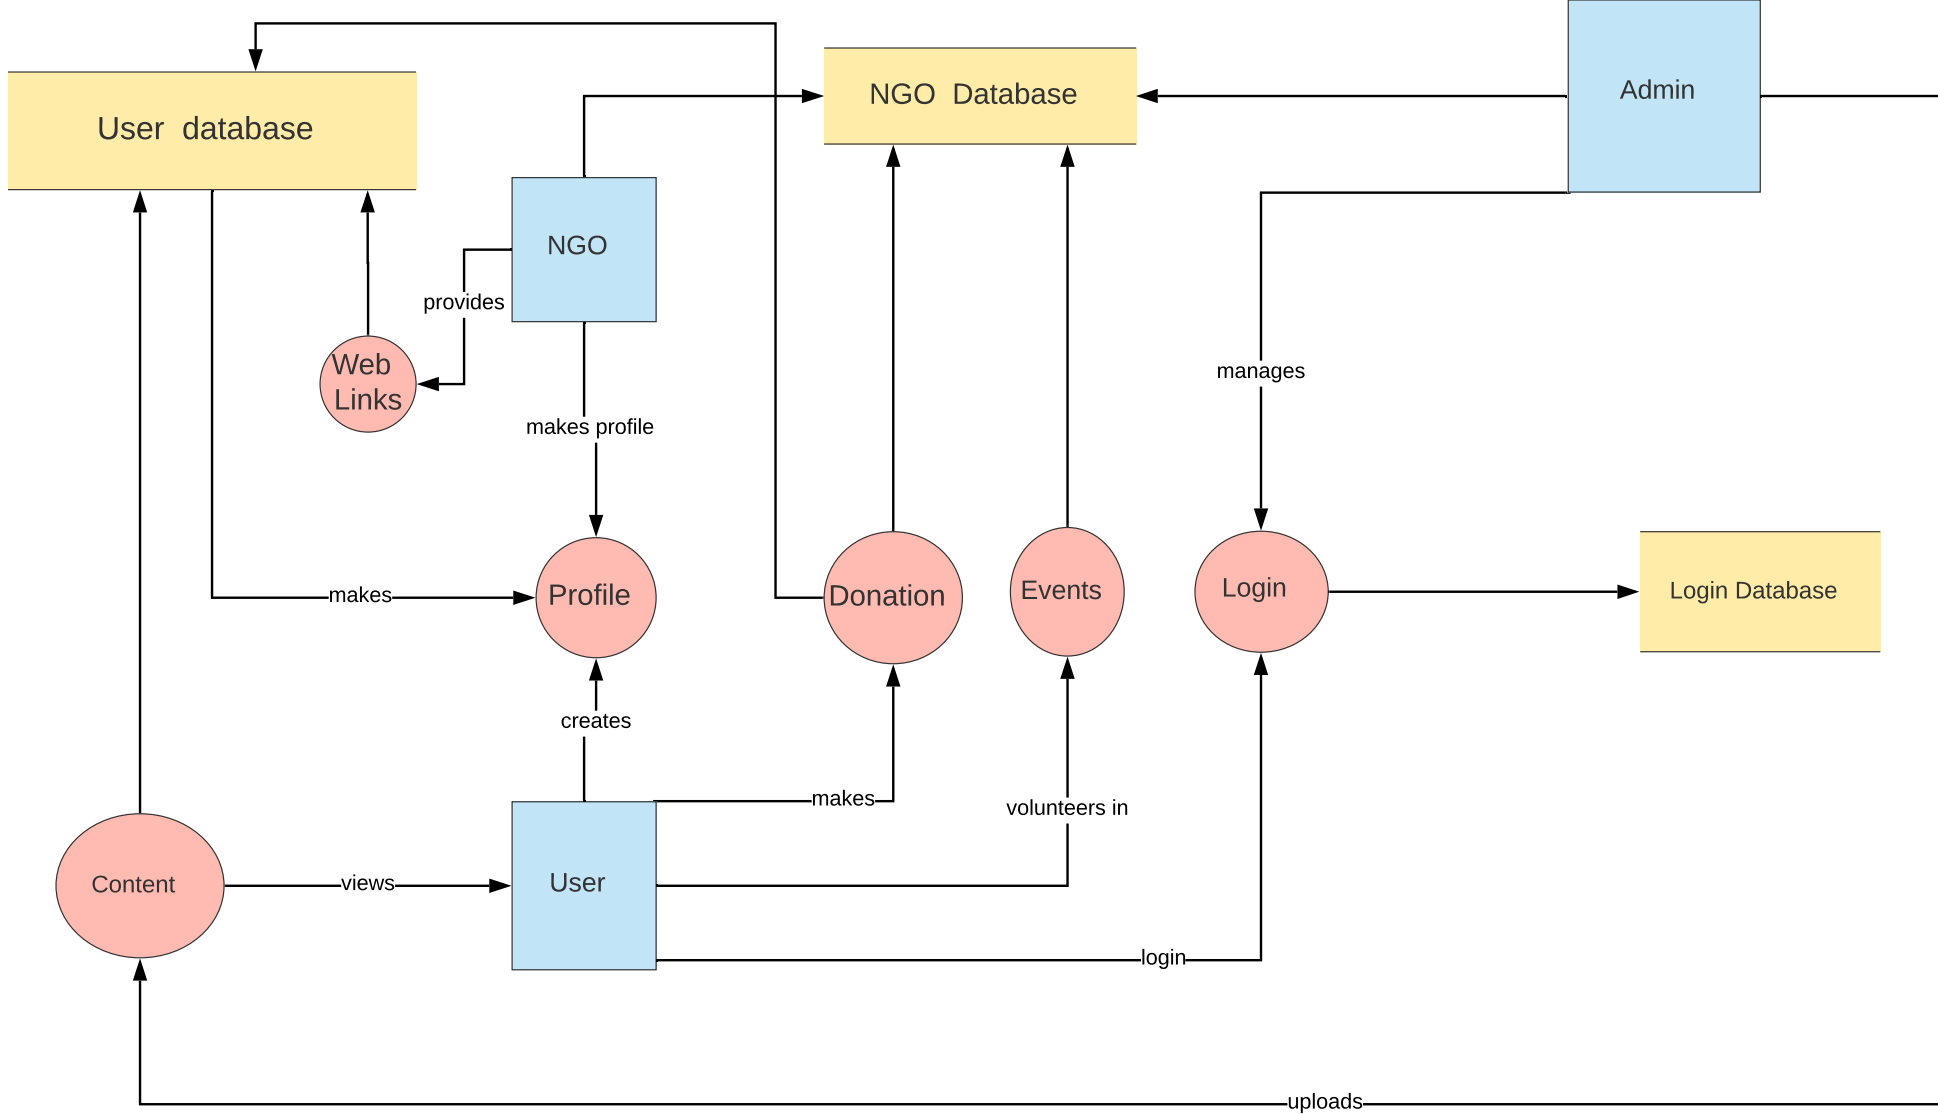 Admin
NGO  Database
User  database
NGO
provides
Web
Links
manages
makes profile
makes
Profile
Donation
Events
Login
Login Database
creates
makes
volunteers in
Content
views
User
login
uploads